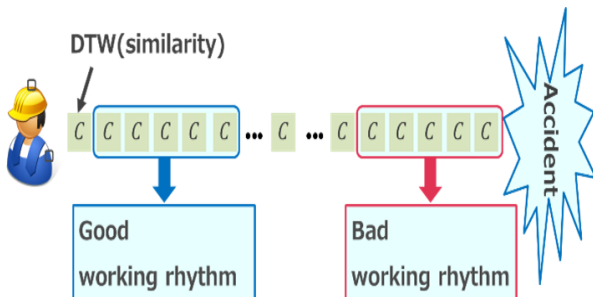 DTW(similarity)
C C C C C C ••• C ••• C C C C C C
Accident
Good
working rhythm
Bad
working rhythm